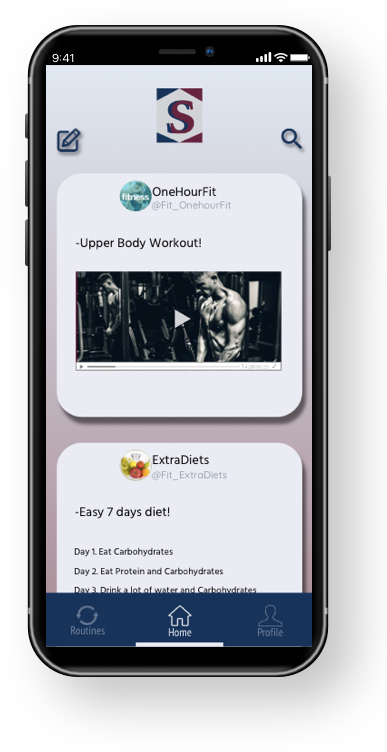 9:41
S
OneHourFit
fitness
@Fit_OnehourFit
-Upper Body Workout!
ExtraDiets
@Fit_ExtraDiets
-Easy 7 days diet!
Day 1. Eat Carbohydrates
Day 2. Eat Protein and Carbohydrates
Day 3. Drink a lot of water and Carbohydrates
Routines
Home
Profile